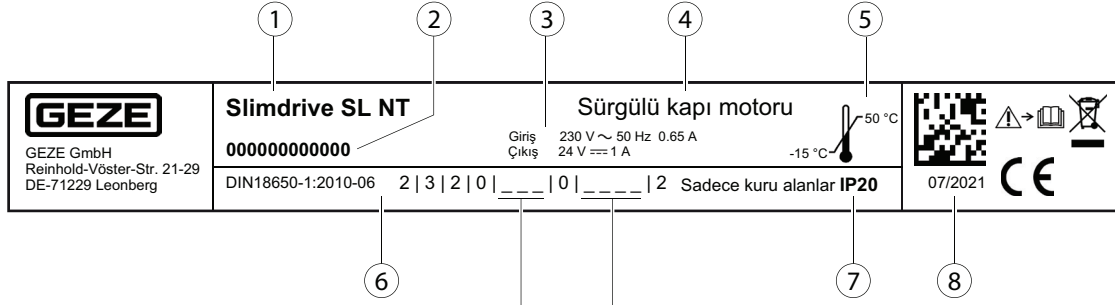 1 2 3 4 5
GEZE
GEZE GmbH
Reinhold-Vöster-Str. 21-29
DE-71229 Leonberg
Slimdrive SL NT
000000000000
Sürgülü kapı motoru
Giriş 230 V ~ 50 Hz 0.65 A
Çıkış 24 V ⎓ 1 A
50 °C
-15 °C
DIN18650-1:2010-06 2|3|2|0|_ _ _|0|_ _ _ _|2 Sadece kuru alanlar IP20
07/2021
CE
6 7 8